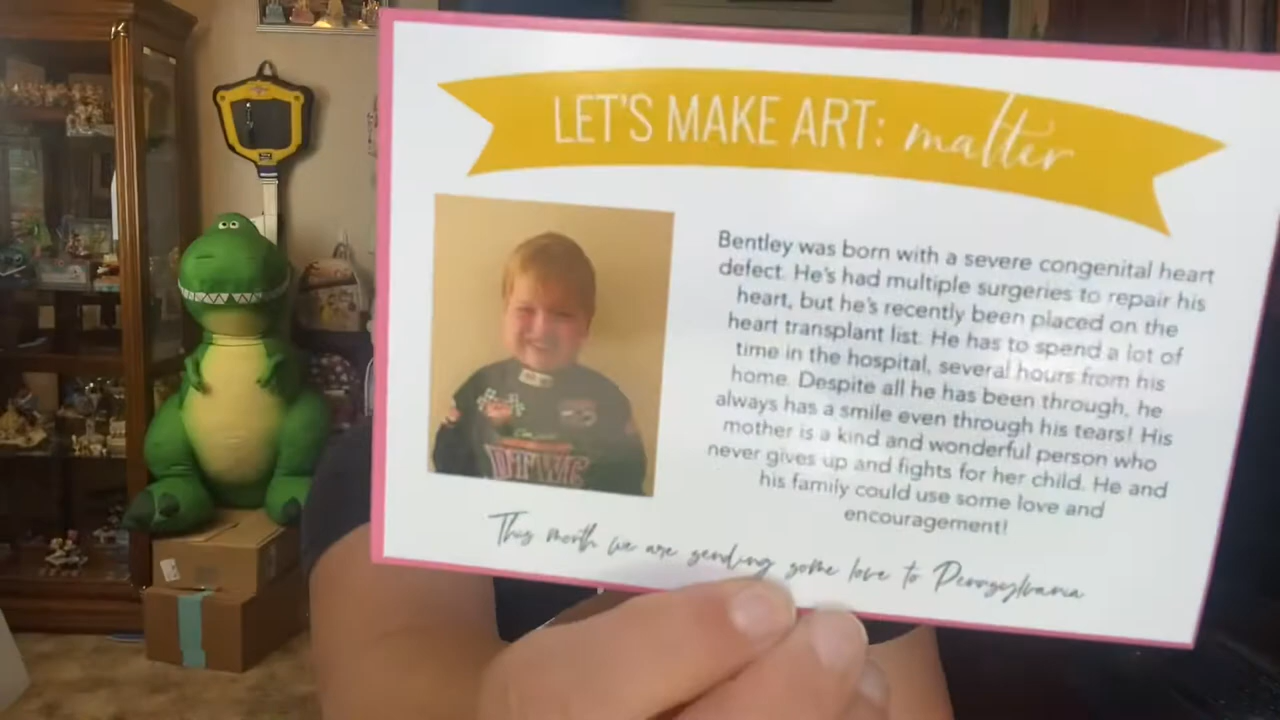 LET'S MAKE ART: matter
Bentley was born with a severe congenital heart
defect. He's had multiple surgeries to repair his
heart, but he's recently been placed on the
heart transplant list. He has to spend a lot of
time in the hospital, several hours from his
home. Despite all he has been through, he
always has a smile even through his tears! His
mother is a kind and wonderful person who
never gives up and fights for her child. He and
his family could use some love and
encouragement!
This month we are sending some love to Pennsylvania